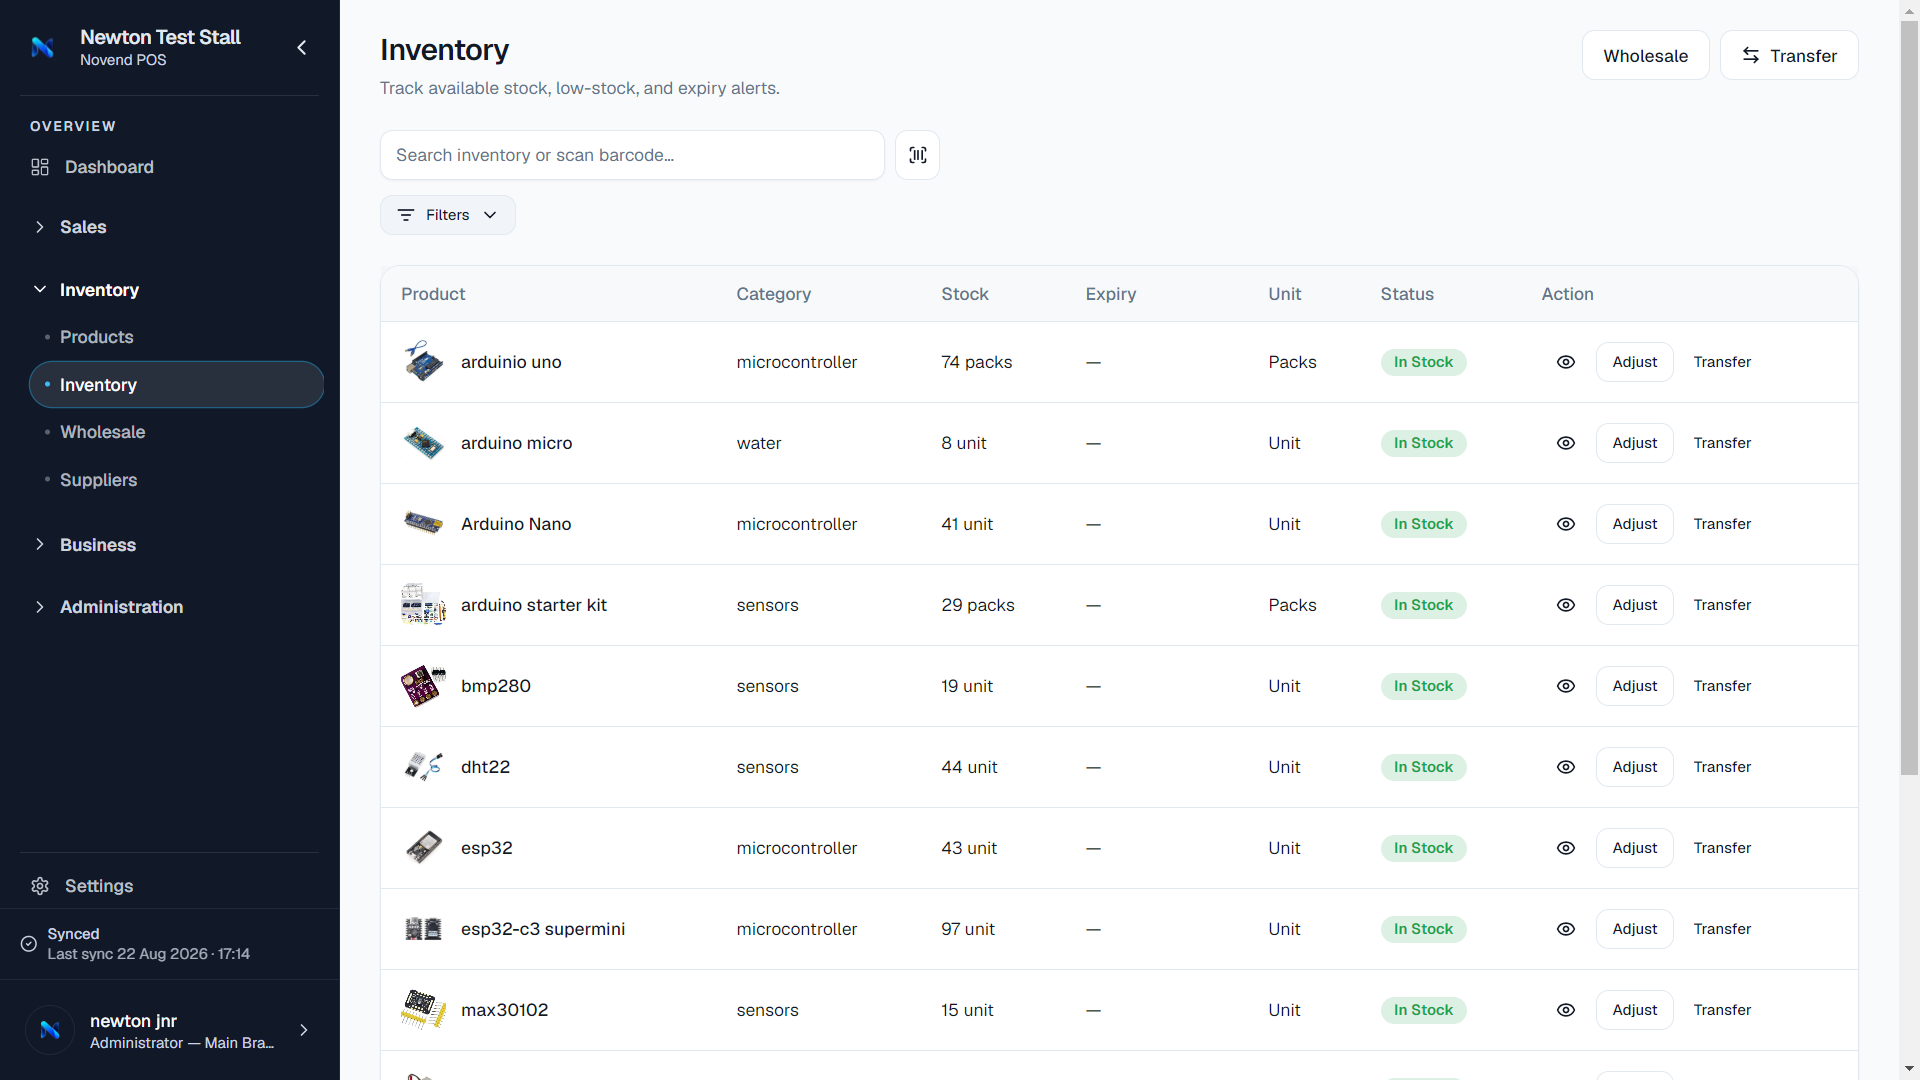 Newton Test Stall
Novend POS
OVERVIEW
Dashboard
Sales
Inventory
Products
Inventory
Wholesale
Suppliers
Business
Administration
Settings
Synced
Last sync 22 Aug 2026 · 17:14
newton jnr
Administrator — Main Bra...
Inventory
Track available stock, low-stock, and expiry alerts.
Wholesale
Transfer
Search inventory or scan barcode...
Filters
Product Category Stock Expiry Unit Status Action
arduinio uno microcontroller 74 packs — Packs In Stock Adjust Transfer
arduino micro water 8 unit — Unit In Stock Adjust Transfer
Arduino Nano microcontroller 41 unit — Unit In Stock Adjust Transfer
arduino starter kit sensors 29 packs — Packs In Stock Adjust Transfer
bmp280 sensors 19 unit — Unit In Stock Adjust Transfer
dht22 sensors 44 unit — Unit In Stock Adjust Transfer
esp32 microcontroller 43 unit — Unit In Stock Adjust Transfer
esp32-c3 supermini microcontroller 97 unit — Unit In Stock Adjust Transfer
max30102 sensors 15 unit — Unit In Stock Adjust Transfer